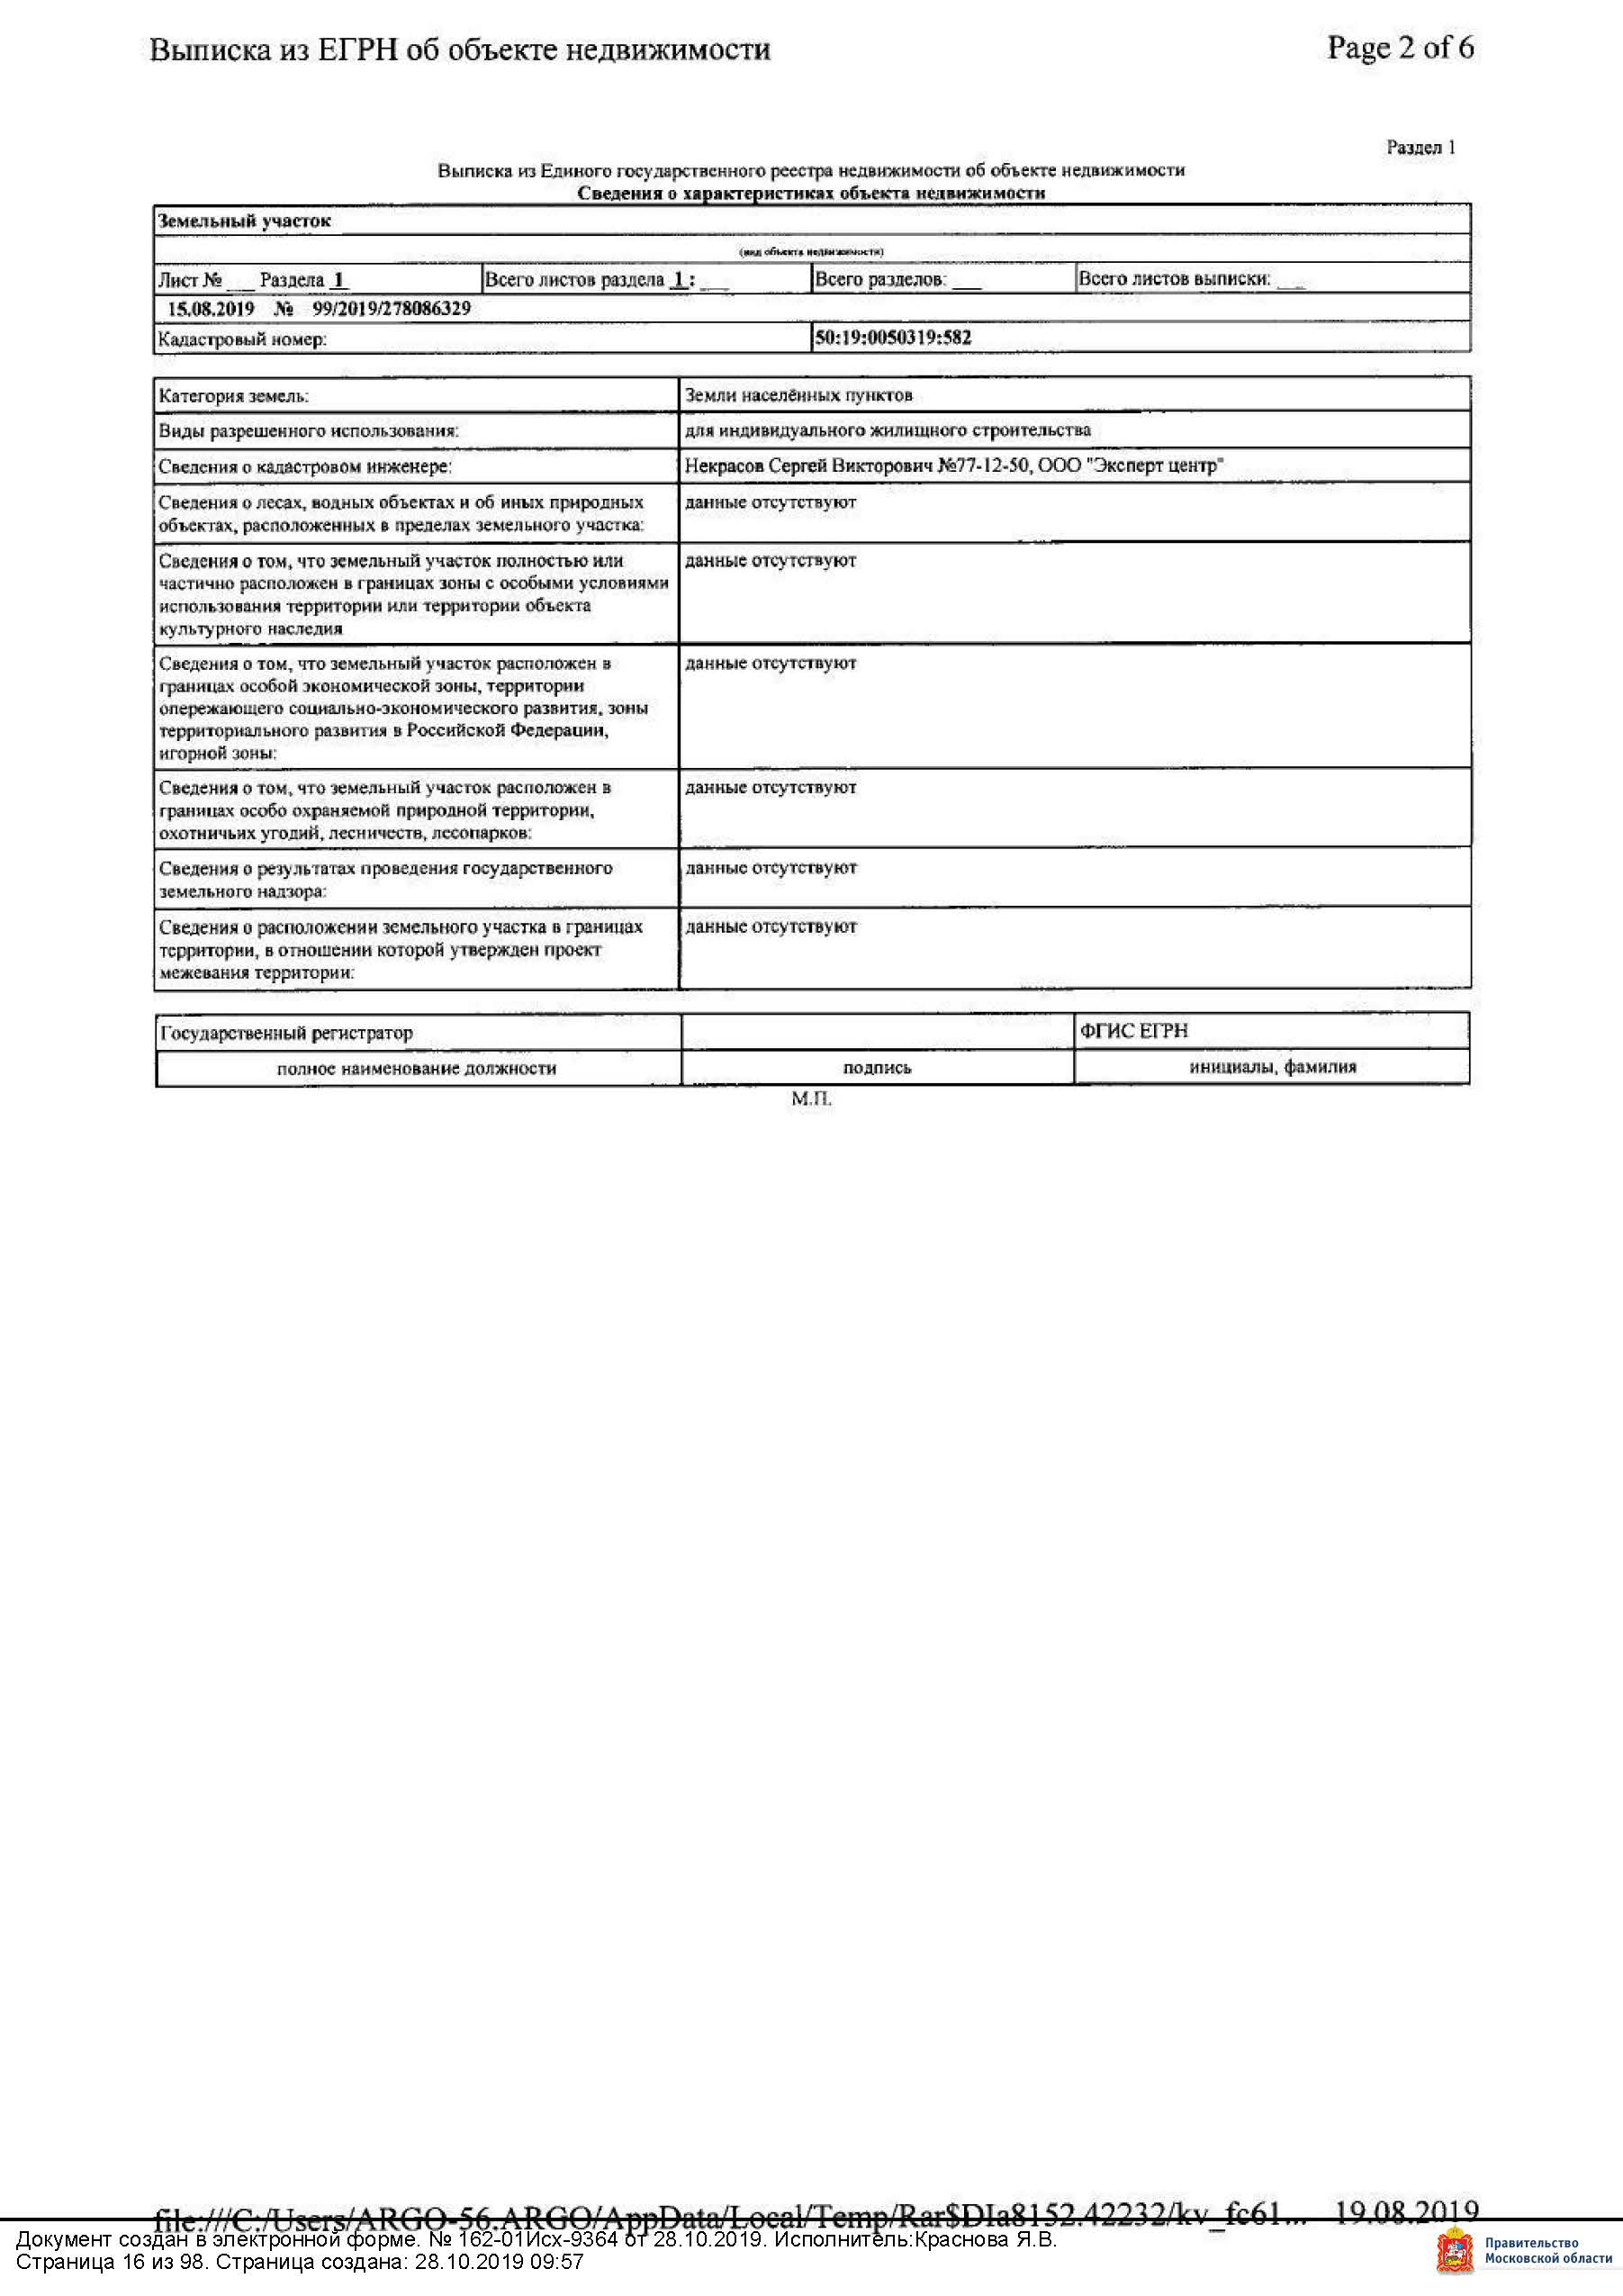 Выписка из ЕГРН об объекте недвижимости
Page 2 of 6
Раздел 1
Выписка из Единого государственного реестра недвижимости об объекте недвижимости
Сведения о характеристиках объекта недвижимости
Земельный участок
(вид объекта недвижимости)
Лист № ___ Раздела 1
Всего листов раздела 1 : ___
Всего разделов: ___
Всего листов выписки: ___
15.08.2019 № 99/2019/278086329
Кадастровый номер:
50:19:0050319:582
Категория земель:
Земли населённых пунктов
Виды разрешенного использования:
для индивидуального жилищного строительства
Сведения о кадастровом инженере:
Некрасов Сергей Викторович №77-12-50, ООО "Эксперт центр"
Сведения о лесах, водных объектах и об иных природных
объектах, расположенных в пределах земельного участка:
данные отсутствуют
Сведения о том, что земельный участок полностью или
частично расположен в границах зоны с особыми условиями
использования территории или территории объекта
культурного наследия
данные отсутствуют
Сведения о том, что земельный участок расположен в
границах особой экономической зоны, территории
опережающего социально-экономического развития, зоны
территориального развития в Российской Федерации,
игорной зоны:
данные отсутствуют
Сведения о том, что земельный участок расположен в
границах особо охраняемой природной территории,
охотничьих угодий, лесничеств, лесопарков:
данные отсутствуют
Сведения о результатах проведения государственного
земельного надзора:
данные отсутствуют
Сведения о расположении земельного участка в границах
территории, в отношении которой утвержден проект
межевания территории:
данные отсутствуют
Государственный регистратор
ФГИС ЕГРН
полное наименование должности
подпись
инициалы, фамилия
М.П.
file:///C:/Users/ARGO-56.ARGO/AppData/Local/Temp/Rar$DIa8152.42232/kv_fc61... 19.08.2019
Документ создан в электронной форме. № 162-01Исх-9364 от 28.10.2019. Исполнитель:Краснова Я.В.
Страница 16 из 98. Страница создана: 28.10.2019 09:57
Правительство
Московской области